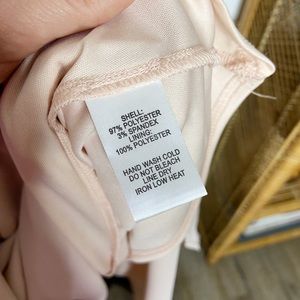 SHELL:
97% POLYESTER
3% SPANDEX
LINING:
100% POLYESTER
HAND WASH COLD
DO NOT BLEACH
LINE DRY
IRON LOW HEAT